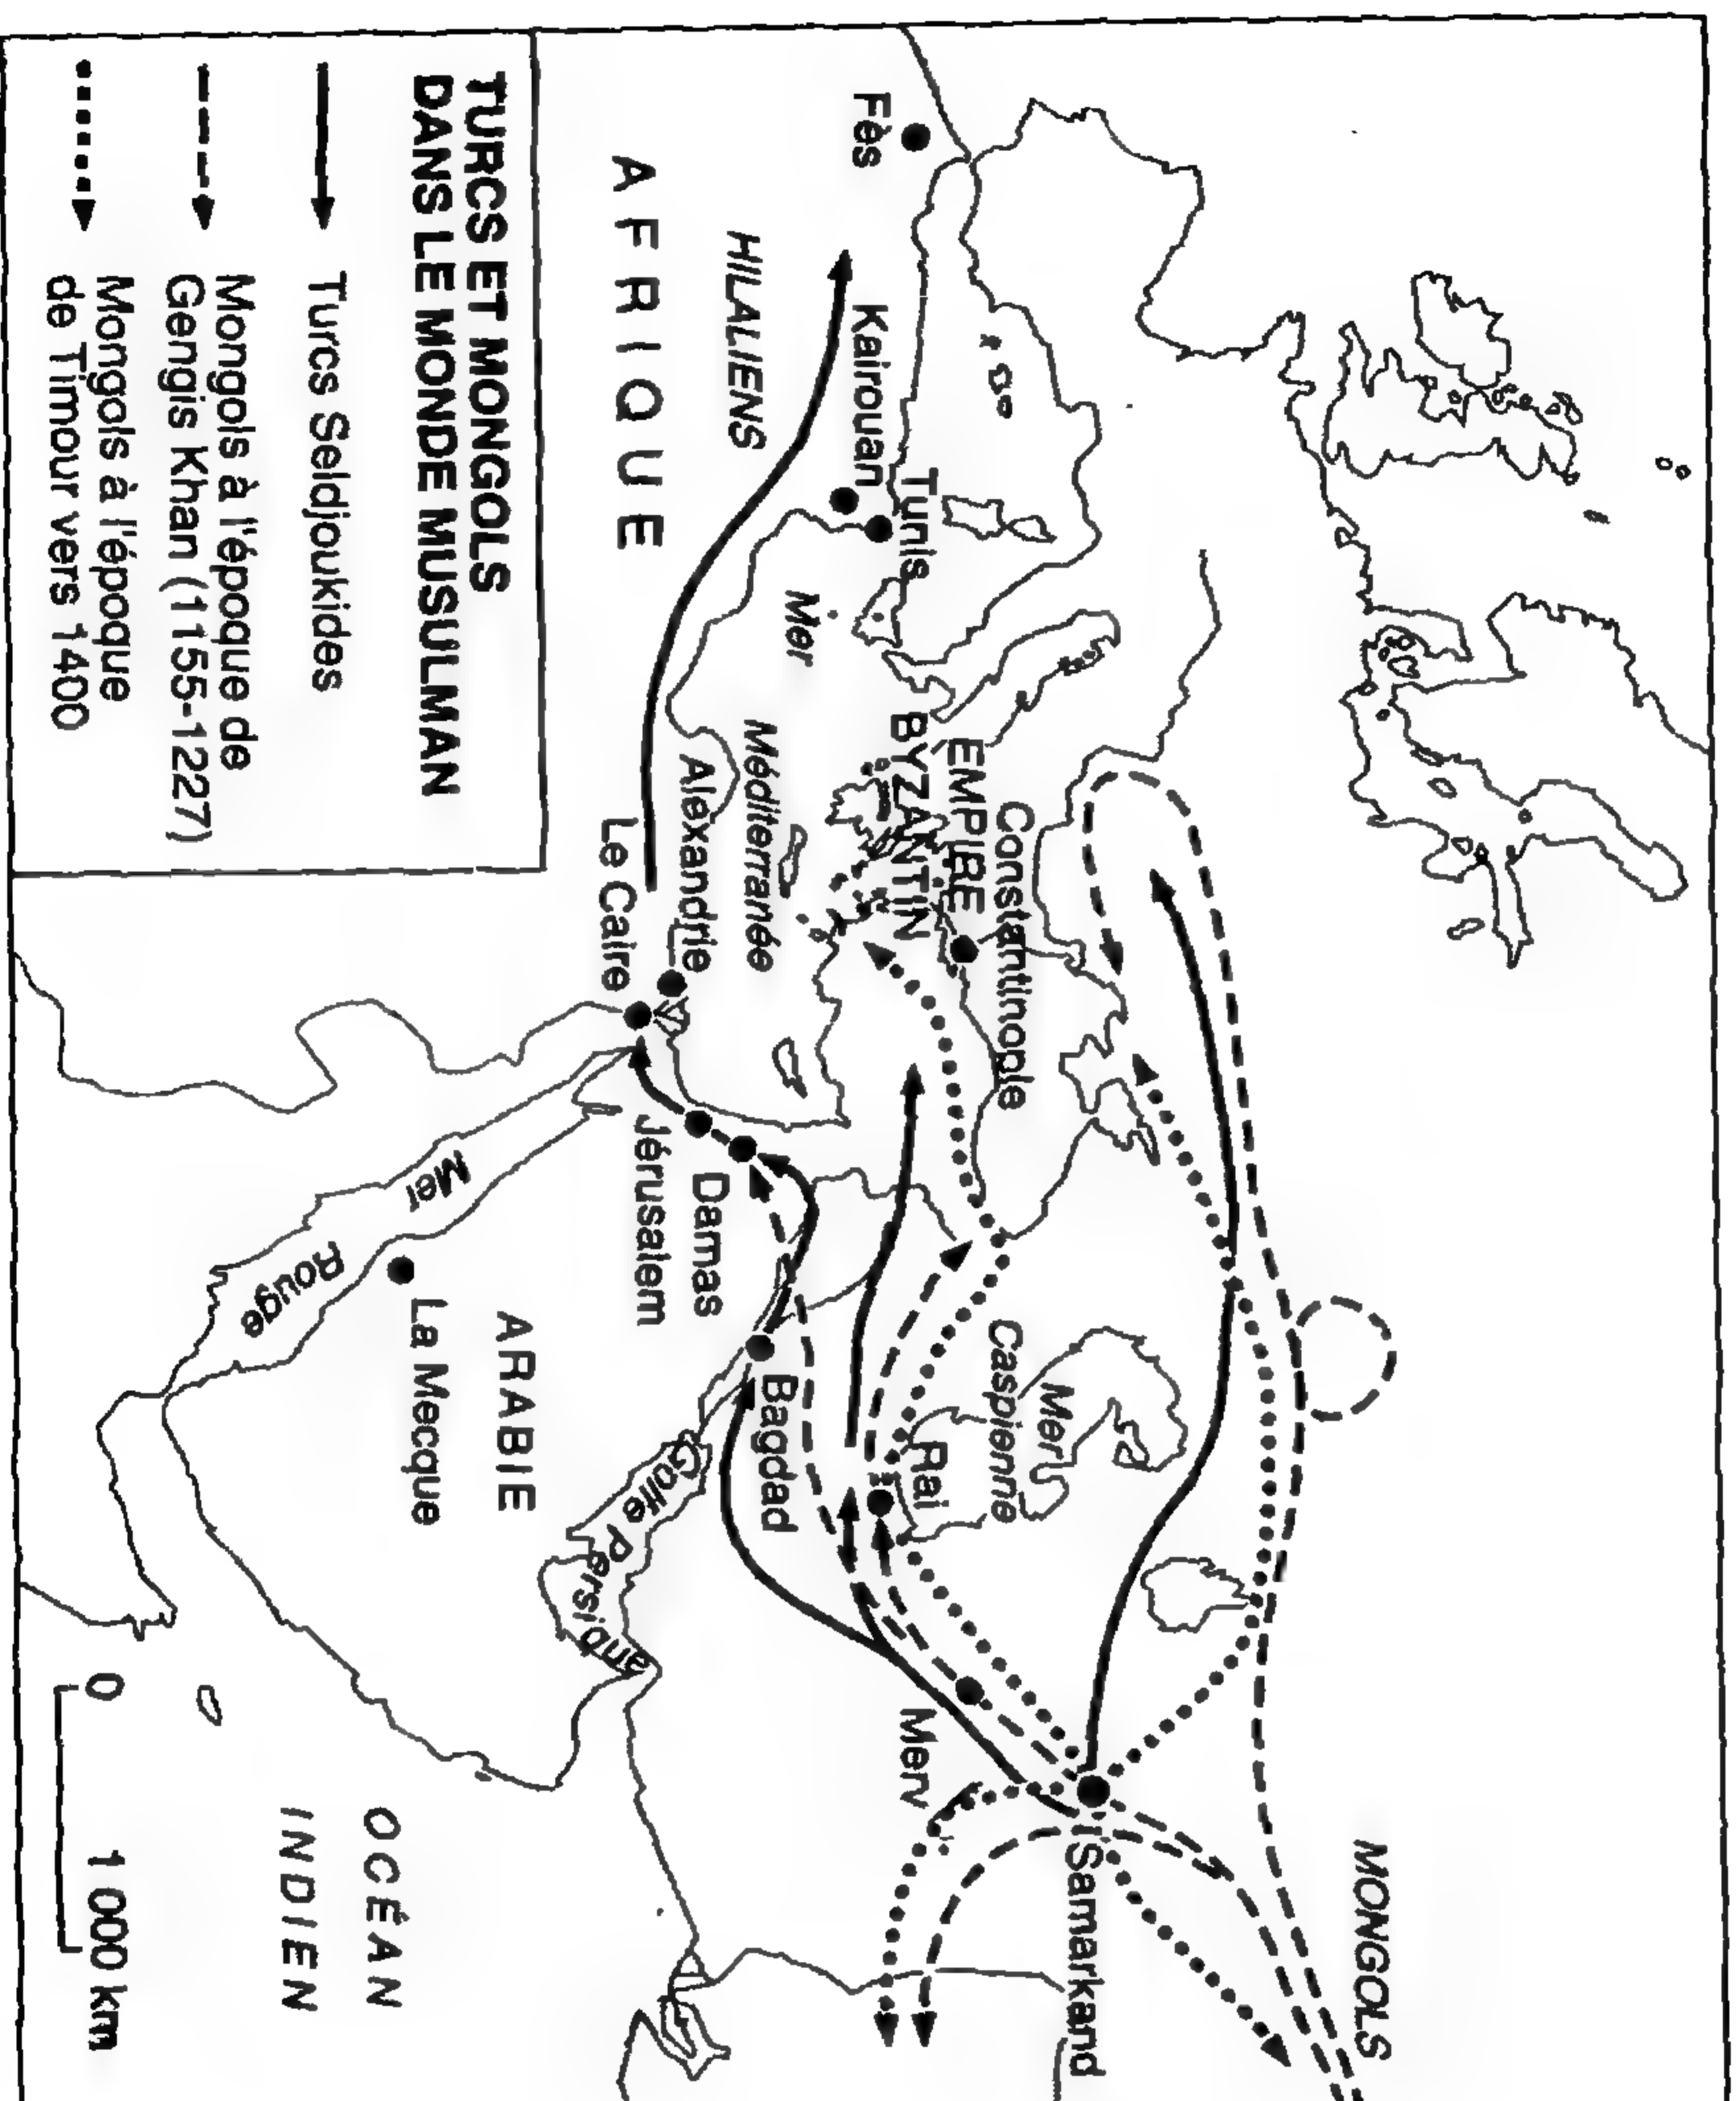 TURCS ET MONGOLS
DANS LE MONDE MUSULMAN
Turcs Seldjoukides
Mongols à l'époque de
Gengis Khan (1155-1227)
Mongols à l'époque
de Timour vers 1400
MONGOLS
Samarkand
Merv
Mer
Caspienne
Rai
Constantinople
EMPIRE
BYZANTIN
Bagdad
Damas
Jérusalem
Golfe Persique
Mer
Méditerranée
Tunis
Kairouan
Fès
HILALIENS
AFRIQUE
Alexandrie
Le Caire
Mer
Rouge
La Mecque
ARABIE
OCÉAN
INDIEN
0 1 000 km